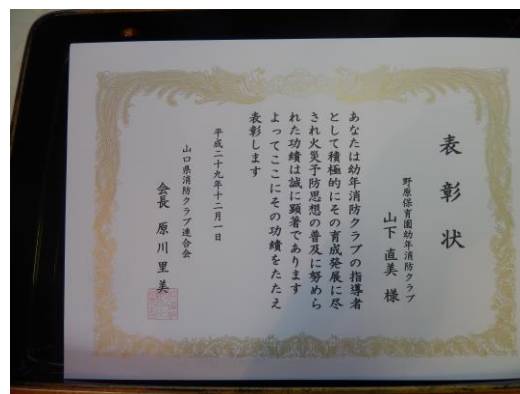 表彰状
野原保育園幼年消防クラブ
山下 直美 様
あなたは幼年消防クラブの指導者
として積極的にその育成発展に尽く
され火災予防思想の普及に努めら
れた功績は誠に顕著であります
よってここにその功績をたたえ
表彰します
平成二十九年十二月一日
山口県消防クラブ連合会
会長 原川里美